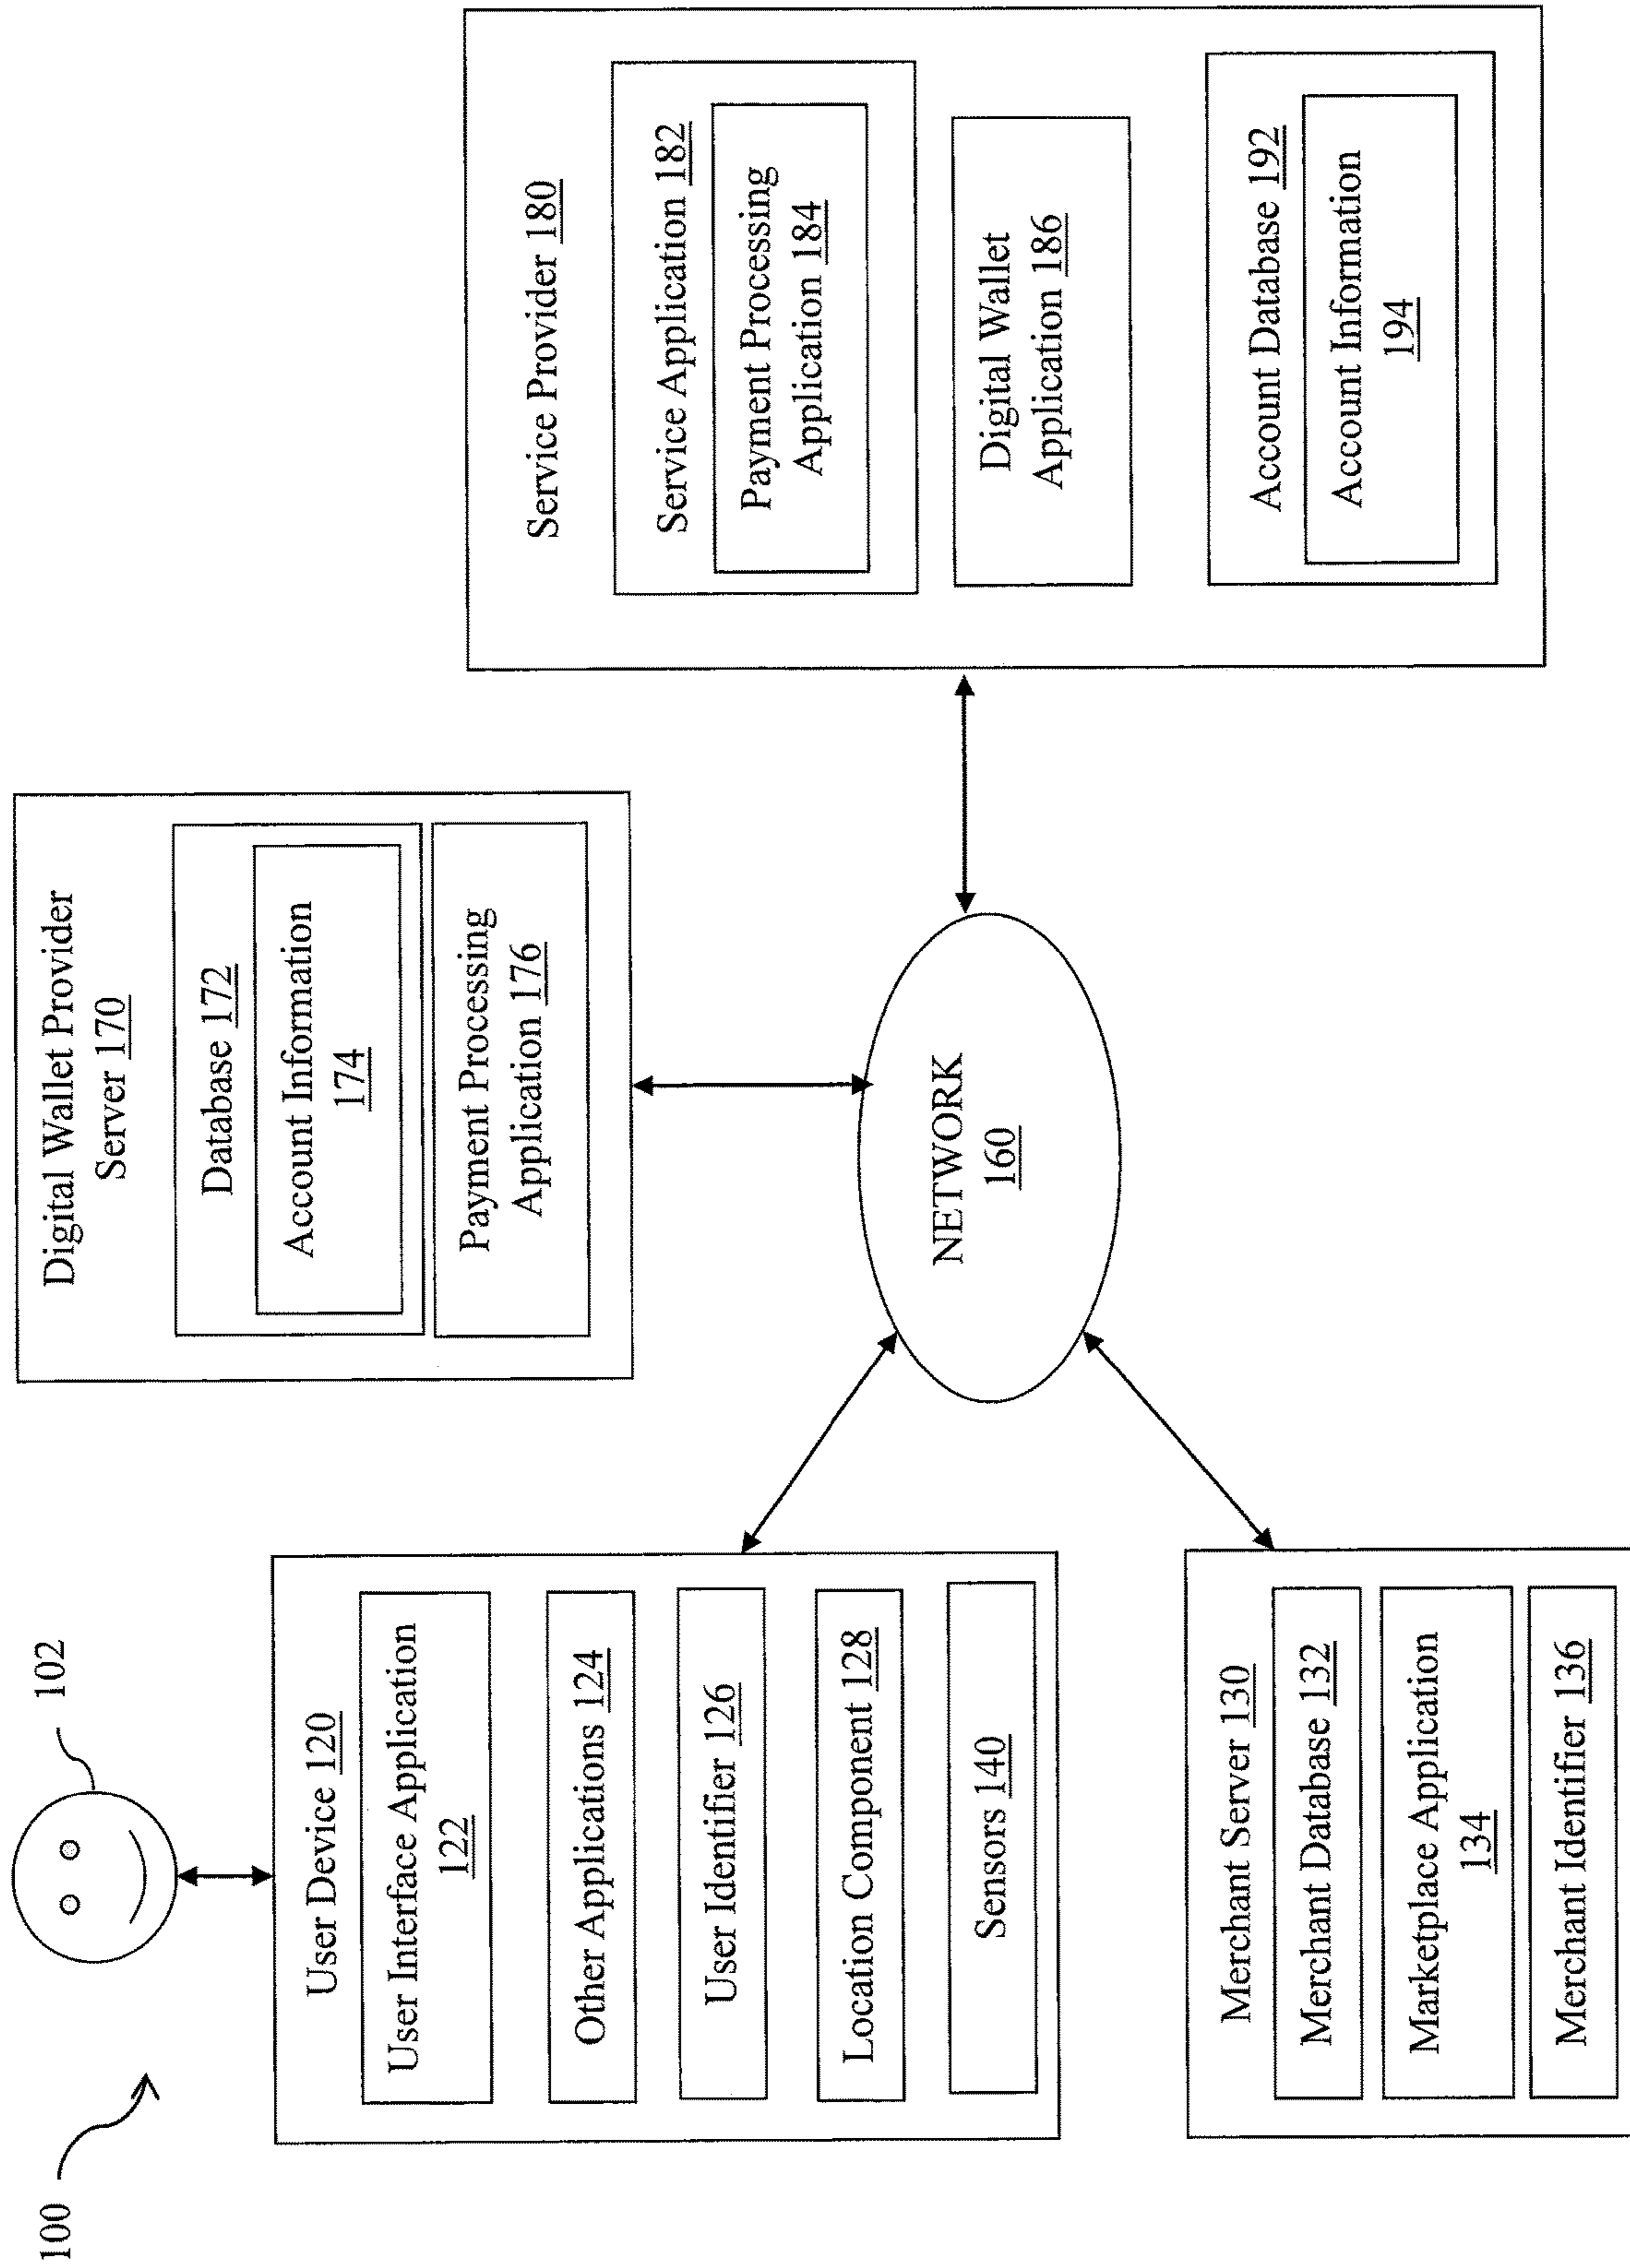 100
102
User Device 120
User Interface Application
122
Other Applications 124
User Identifier 126
Location Component 128
Sensors 140
Merchant Server 130
Merchant Database 132
Marketplace Application
134
Merchant Identifier 136
Digital Wallet Provider
Server 170
Database 172
Account Information
174
Payment Processing
Application 176
NETWORK
160
Service Provider 180
Service Application 182
Payment Processing
Application 184
Digital Wallet
Application 186
Account Database 192
Account Information
194